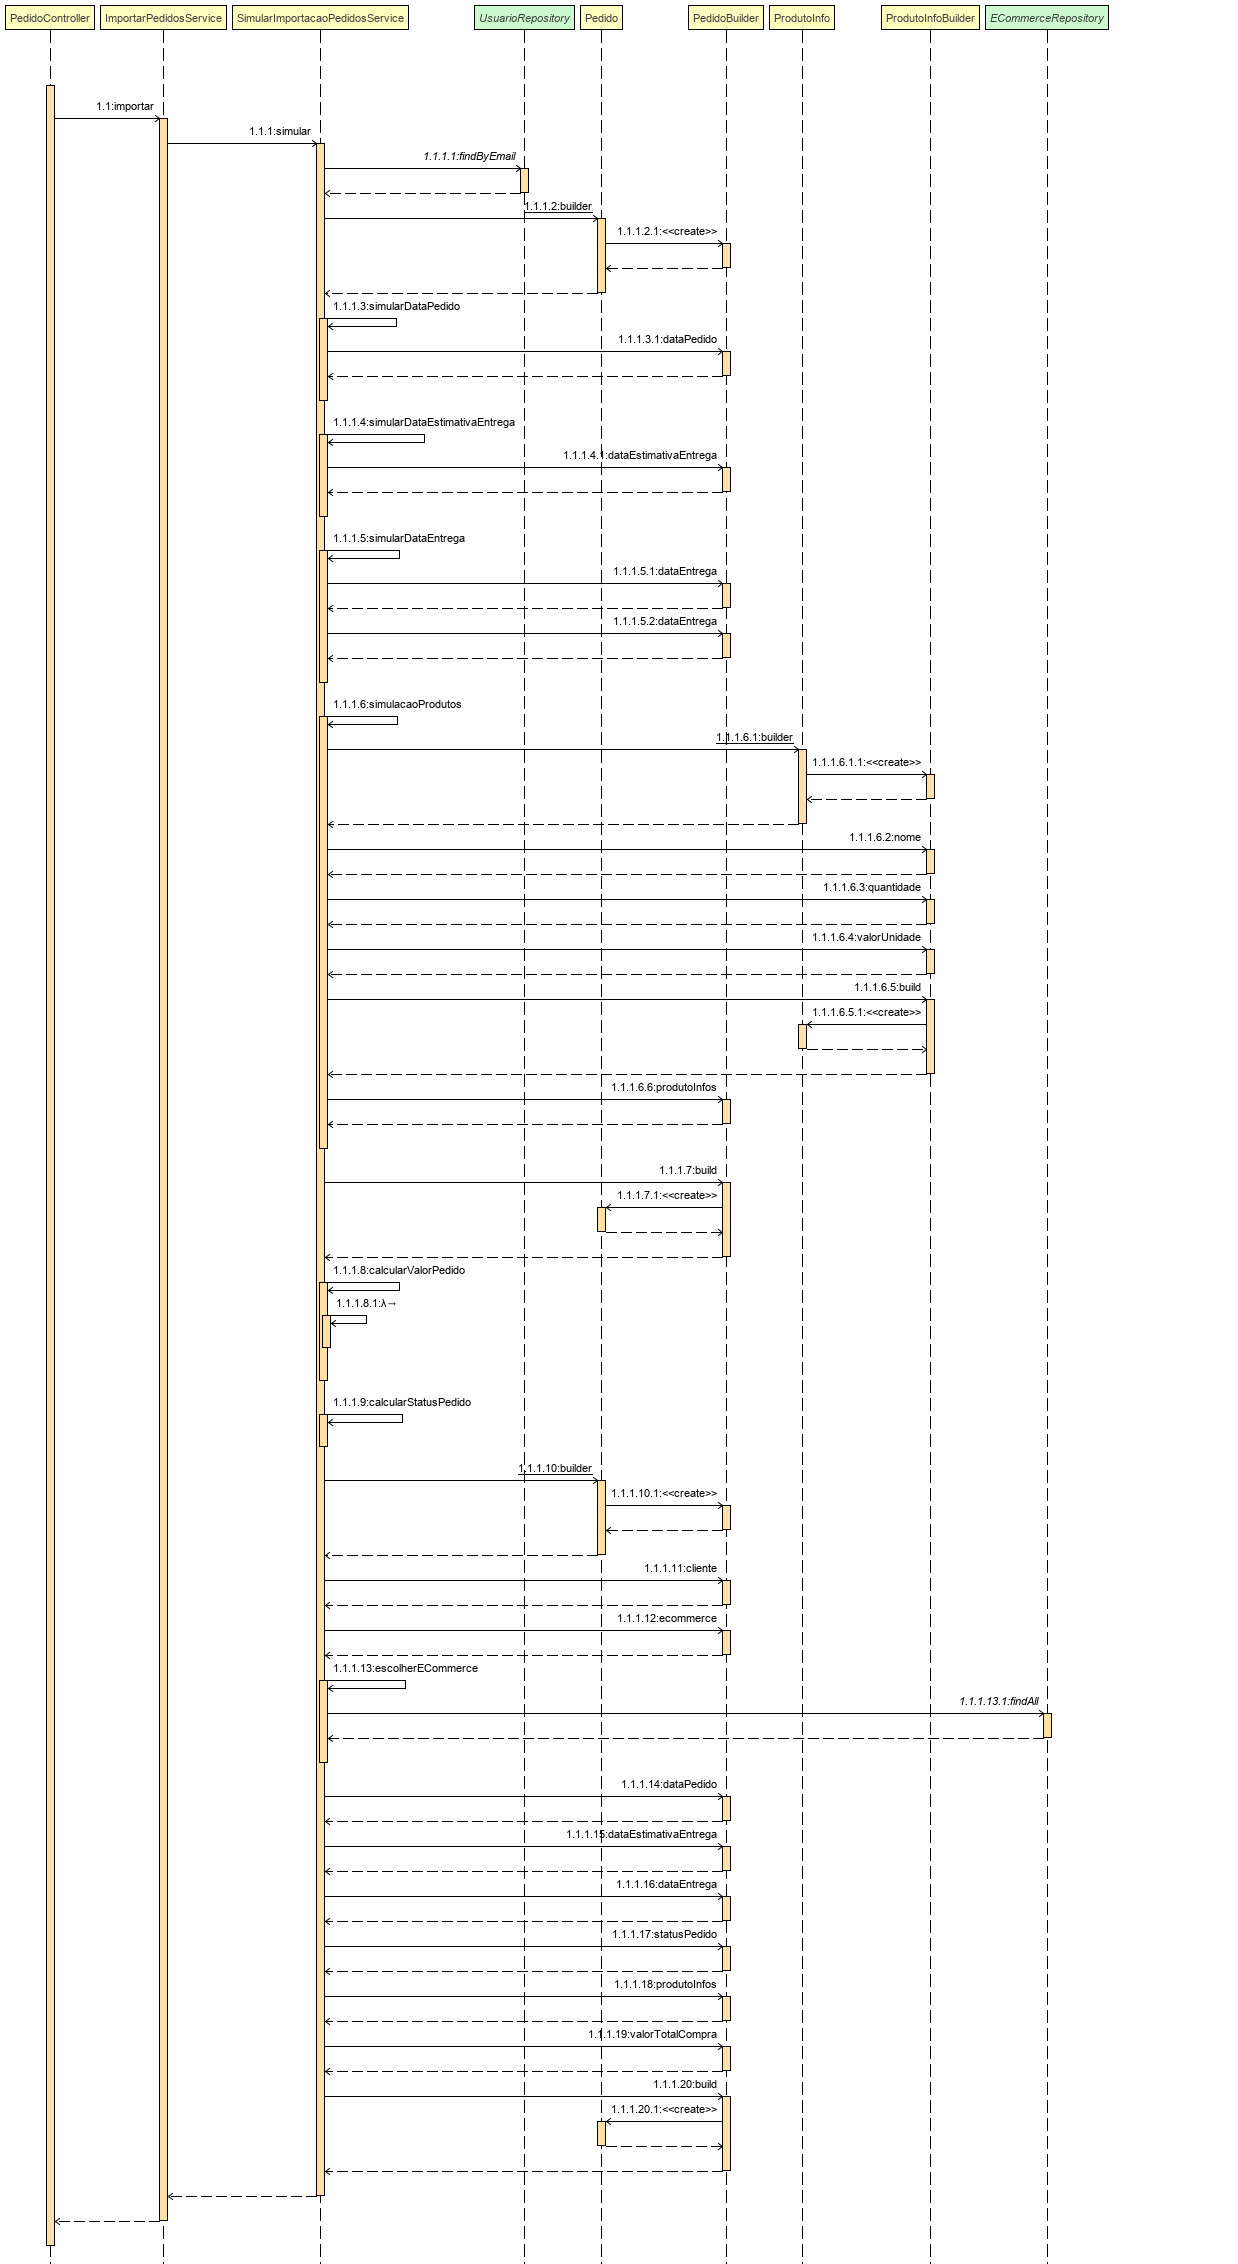 PedidoController
ImportarPedidosService
SimularImportacaoPedidosService
UsuarioRepository
Pedido
PedidoBuilder
ProdutoInfo
ProdutoInfoBuilder
ECommerceRepository
1.1:importar
1.1.1:simular
1.1.1.1:findByEmail
1.1.1.2:builder
1.1.1.2.1:<<create>>
1.1.1.3:simularDataPedido
1.1.1.3.1:dataPedido
1.1.1.4:simularDataEstimativaEntrega
1.1.1.4.1:dataEstimativaEntrega
1.1.1.5:simularDataEntrega
1.1.1.5.1:dataEntrega
1.1.1.5.2:dataEntrega
1.1.1.6:simulacaoProdutos
1.1.1.6.1:builder
1.1.1.6.1.1:<<create>>
1.1.1.6.2:nome
1.1.1.6.3:quantidade
1.1.1.6.4:valorUnidade
1.1.1.6.5:build
1.1.1.6.5.1:<<create>>
1.1.1.6.6:produtoInfos
1.1.1.7:build
1.1.1.7.1:<<create>>
1.1.1.8:calcularValorPedido
1.1.1.8.1:λ→
1.1.1.9:calcularStatusPedido
1.1.1.10:builder
1.1.1.10.1:<<create>>
1.1.1.11:cliente
1.1.1.12:ecommerce
1.1.1.13:escolherECommerce
1.1.1.13.1:findAll
1.1.1.14:dataPedido
1.1.1.15:dataEstimativaEntrega
1.1.1.16:dataEntrega
1.1.1.17:statusPedido
1.1.1.18:produtoInfos
1.1.1.19:valorTotalCompra
1.1.1.20:build
1.1.1.20.1:<<create>>